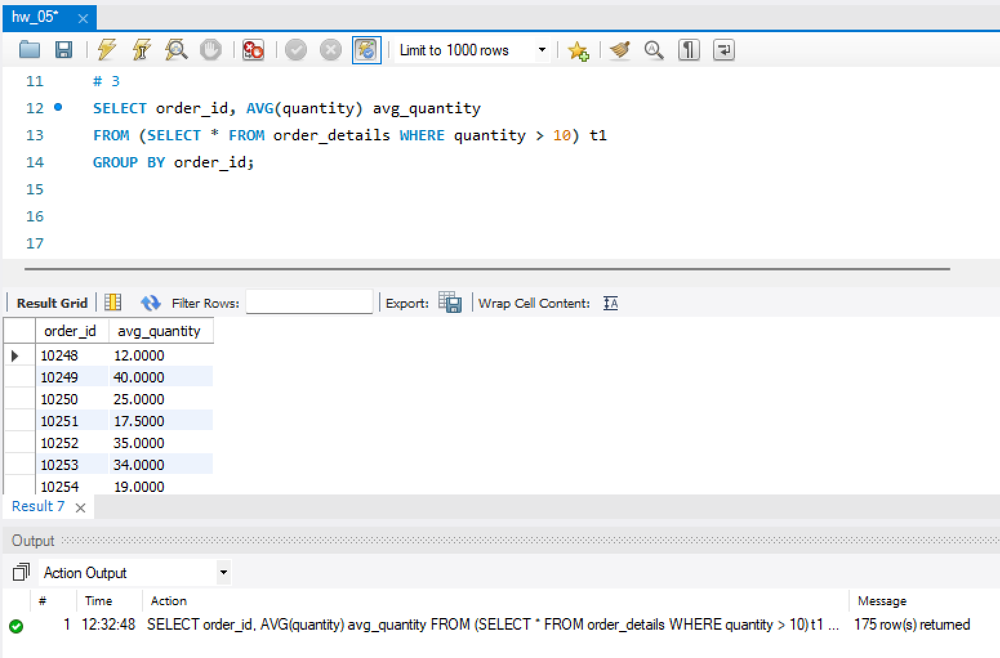 hw_05*
Limit to 1000 rows
11 # 3
12 SELECT order_id, AVG(quantity) avg_quantity
13 FROM (SELECT * FROM order_details WHERE quantity > 10) t1
14 GROUP BY order_id;
15
16
17
Result Grid Filter Rows: Export: Wrap Cell Content:
order_id avg_quantity
10248 12.0000
10249 40.0000
10250 25.0000
10251 17.5000
10252 35.0000
10253 34.0000
10254 19.0000
Result 7
Output
Action Output
# Time Action Message
1 12:32:48 SELECT order_id, AVG(quantity) avg_quantity FROM (SELECT * FROM order_details WHERE quantity > 10) t1 ... 175 row(s) returned